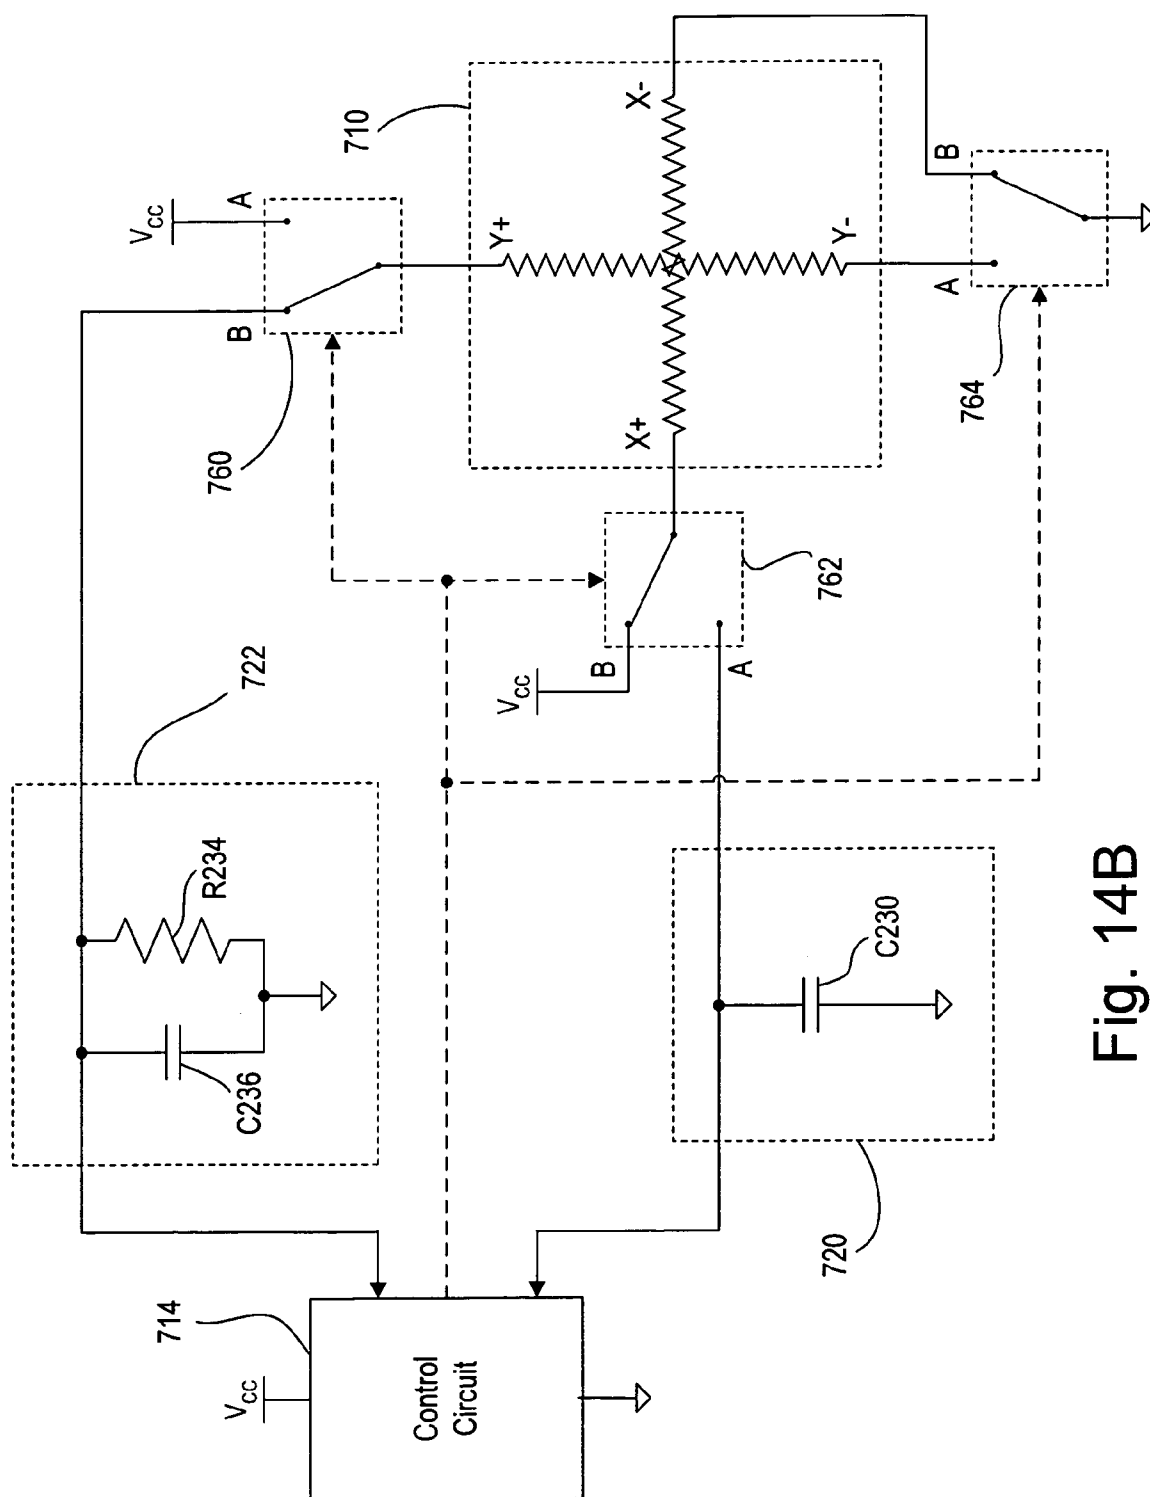 714
VCC
Control
Circuit
722
C236
R234
720
C230
VCC
B
A
762
760
B
A
VCC
710
Y+
X+
X-
Y-
764
A
B
Fig. 14B